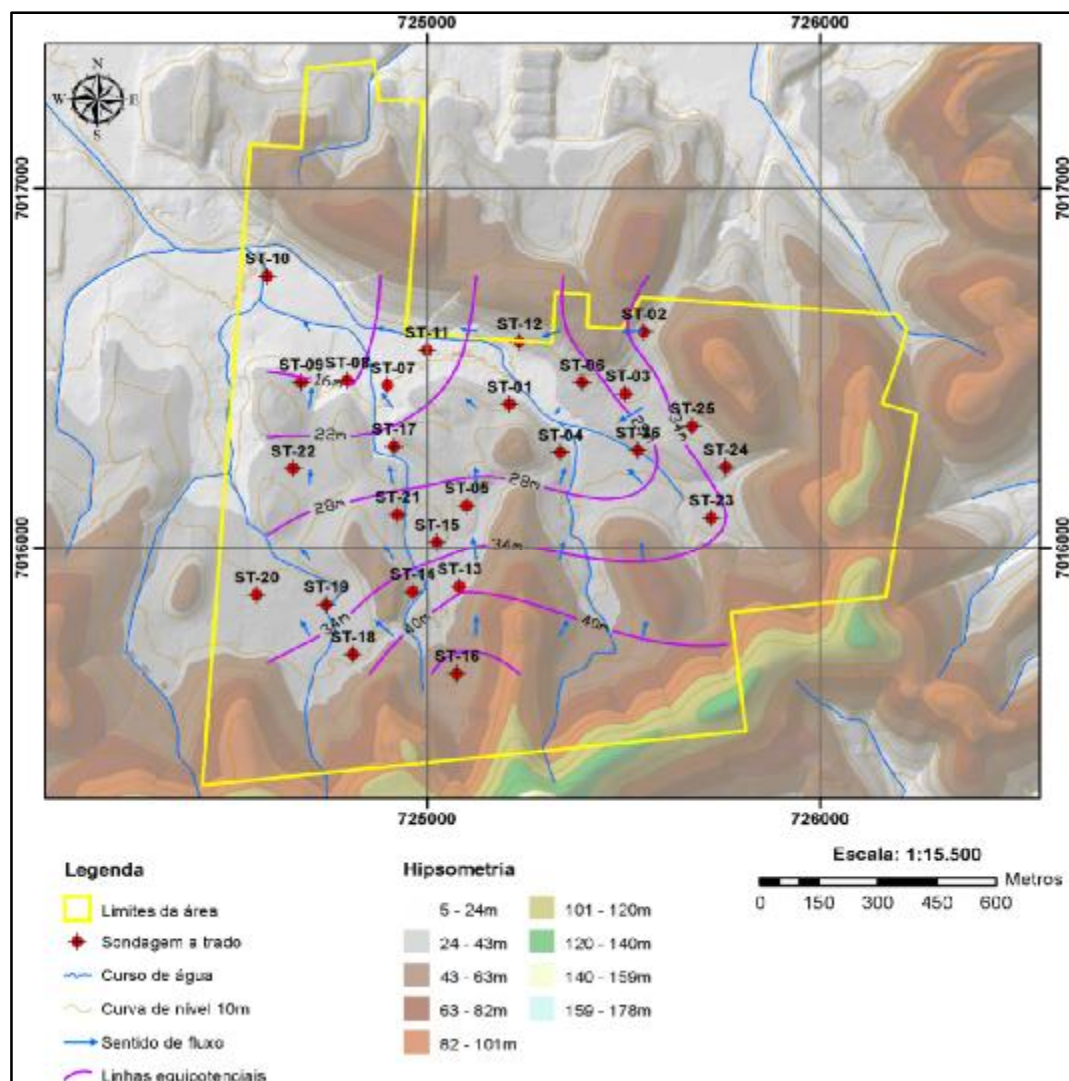 725000 726000
N
W E
S
7017000 7017000
ST-10
ST-02
ST-12
ST-11
ST-09 ST-08 ST-07 ST-06 ST-03
16m
ST-01
ST-25
34m
22m ST-17
ST-04
ST-22 ST-24
28m
28m
ST-21 ST-05 ST-23
ST-15
7016000 34m 7016000
ST-20 ST-19 ST-14 ST-13
34m 40m 40m
ST-18
ST-16
725000 726000
Legenda
Limites da área
Sondagem a trado
Curso de água
Curva de nível 10m
Sentido de fluxo
Linhas equipotenciais
Hipsometria
5 - 24m
24 - 43m
43 - 63m
63 - 82m
82 - 101m
101 - 120m
120 - 140m
140 - 159m
159 - 178m
Escala: 1:15.500
Metros
0 150 300 450 600